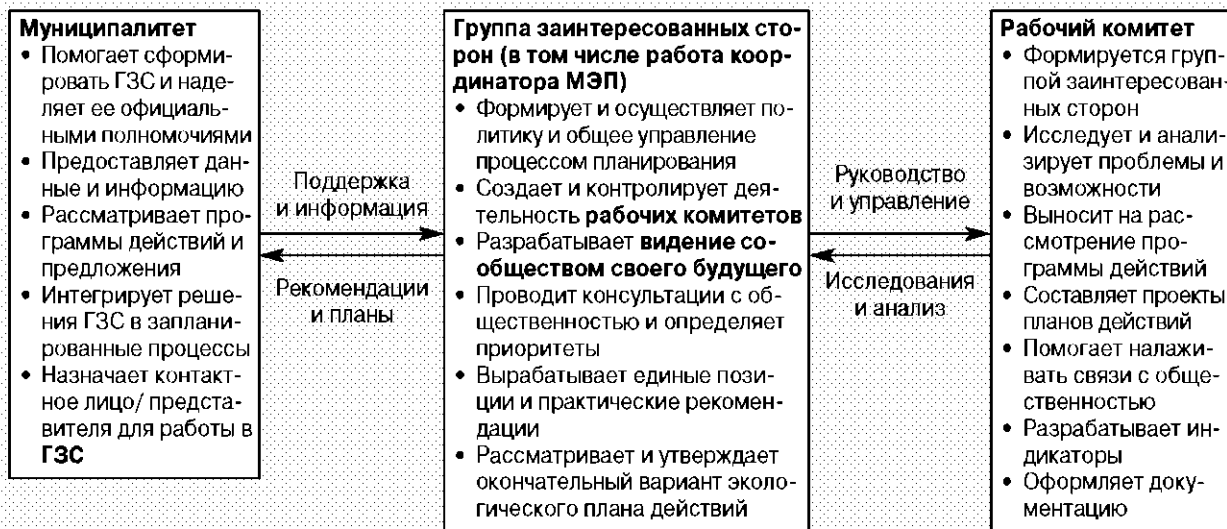 Муниципалитет
• Помогает сформи-
ровать ГЗС и наде-
ляет ее официаль-
ными полномочиями
• Предоставляет дан-
ные и информацию
• Рассматривает про-
граммы действий и
предложения
• Интегрирует реше-
ния ГЗС в заплани-
рованные процессы
• Назначает контакт-
ное лицо/ предста-
вителя для работы в
ГЗС
Поддержка
и информация
Рекомендации
и планы
Группа заинтересованных сто-
рон (в том числе работа коор-
динатора МЭП)
• Формирует и осуществляет по-
литику и общее управление
процессом планирования
• Создает и контролирует дея-
тельность рабочих комитетов
• Разрабатывает видение со-
обществом своего будущего
• Проводит консультации с об-
щественностью и определяет
приоритеты
• Вырабатывает единые пози-
ции и практические рекомен-
дации
• Рассматривает и утверждает
окончательный вариант эколо-
гического плана действий
Руководство
и управление
Исследования
и анализ
Рабочий комитет
• Формируется груп-
пой заинтересован-
ных сторон
• Исследует и анали-
зирует проблемы и
возможности
• Выносит на рас-
смотрение про-
граммы действий
• Составляет проекты
планов действий
• Помогает налажи-
вать связи с обще-
ственностью
• Разрабатывает ин-
дикаторы
• Оформляет доку-
ментацию